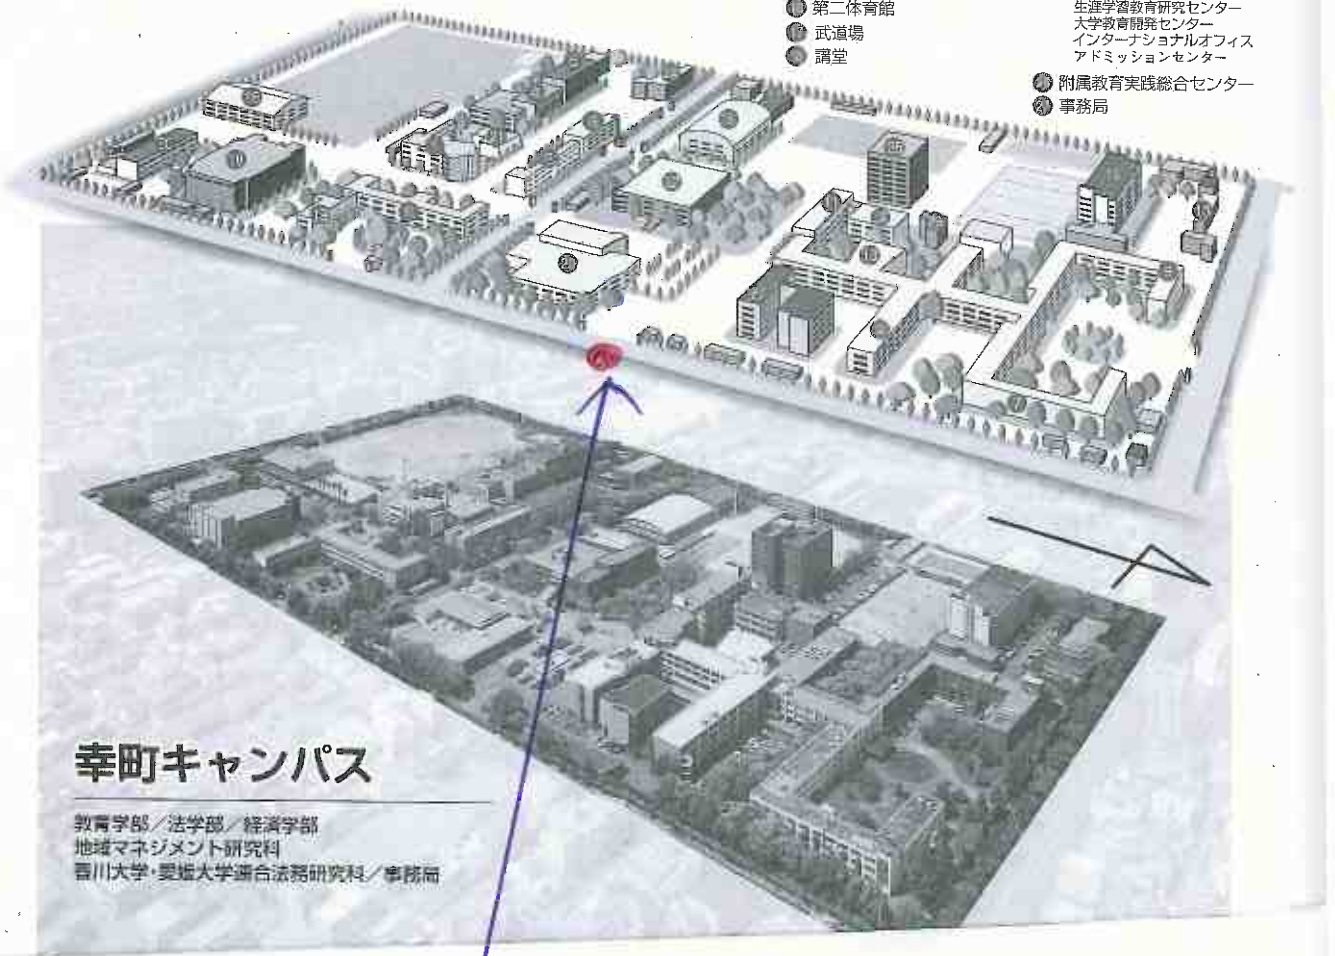 第二体育館
武道場
講堂
生涯学習教育研究センター
大学教育開発センター
インターナショナルオフィス
アドミッションセンター
附属教育実践総合センター
事務局
幸町キャンパス
教育学部／法学部／経済学部
地域マネジメント研究科
香川大学・愛媛大学連合法務研究科／事務局